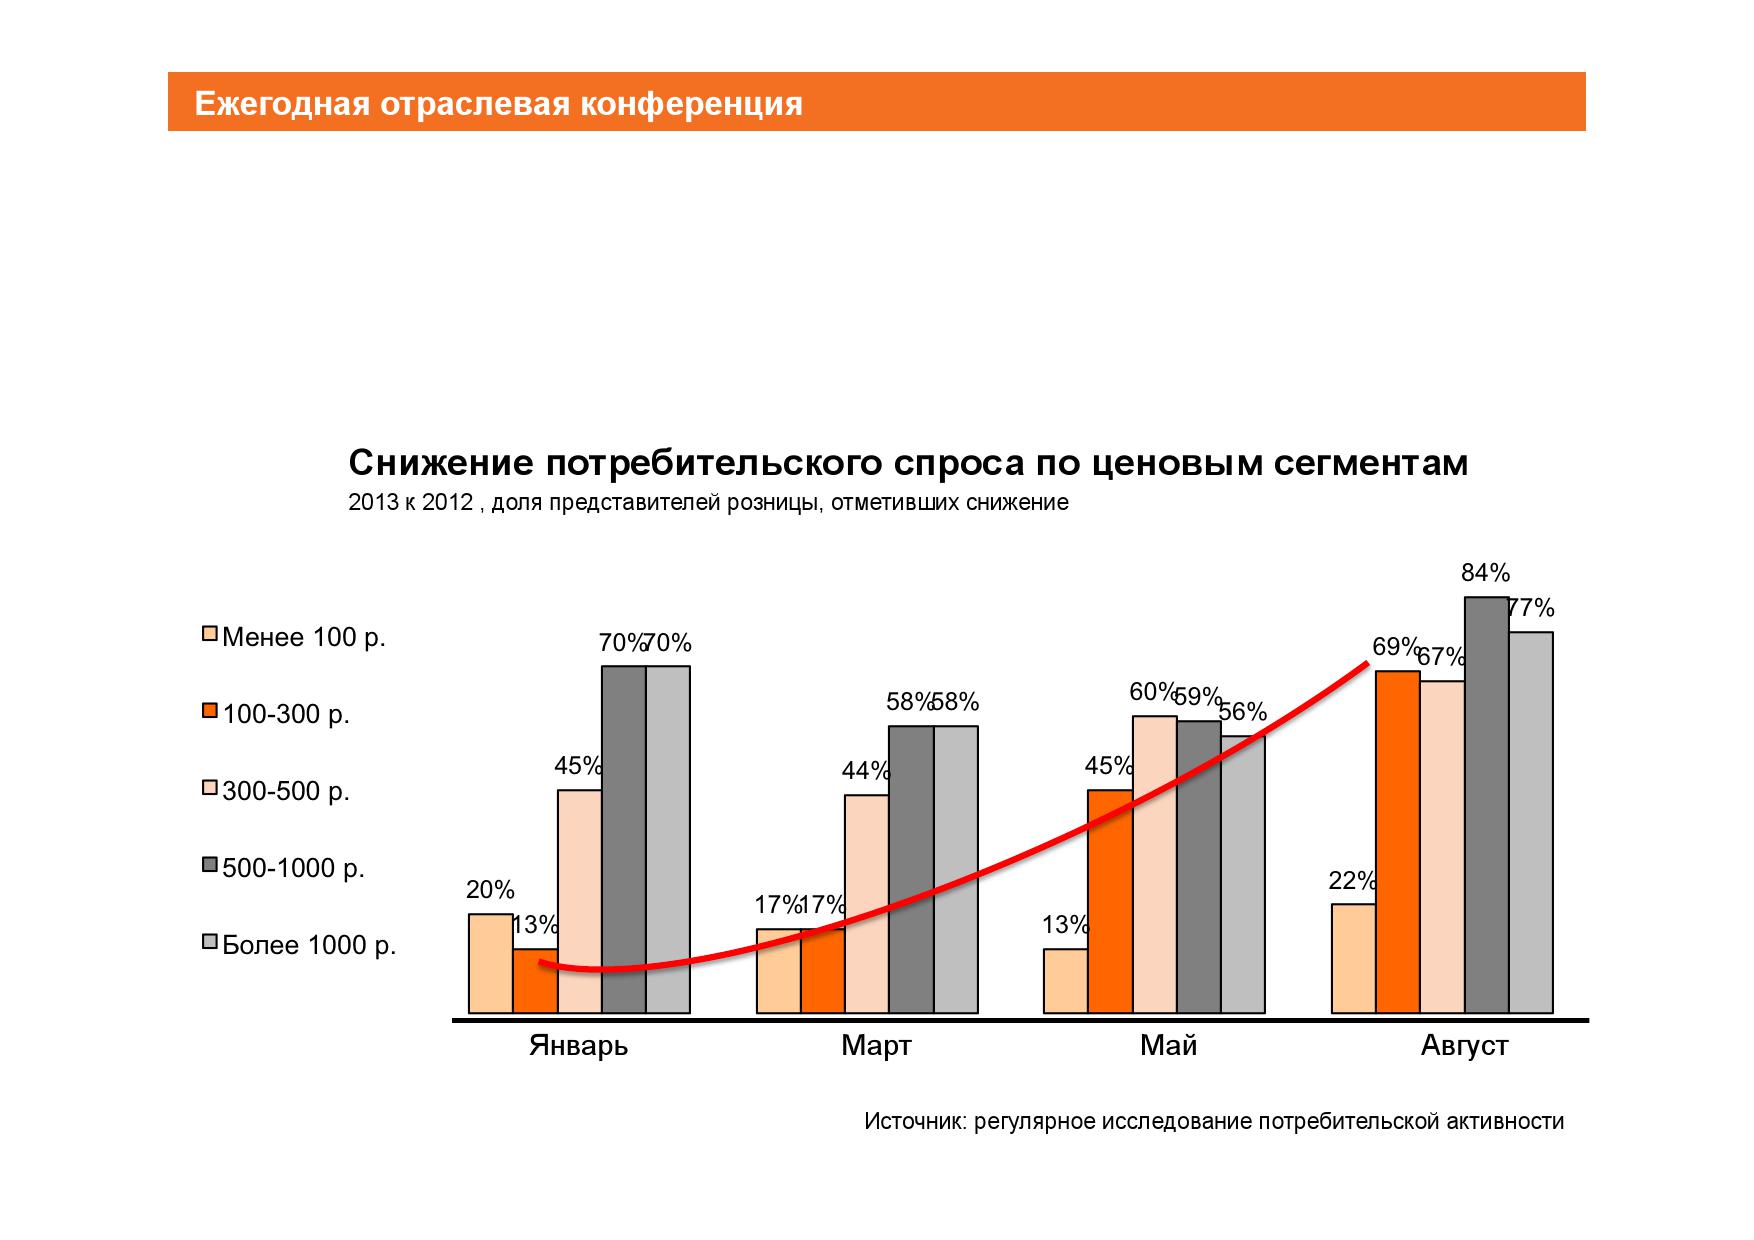 Ежегодная отраслевая конференция
Снижение потребительского спроса по ценовым сегментам
2013 к 2012 , доля представителей розницы, отметивших снижение
Менее 100 р.
100-300 р.
300-500 р.
500-1000 р.
Более 1000 р.
20% 13% 45% 70% 70%
17% 17% 44% 58% 58%
13% 45% 60% 59% 56%
22% 69% 67% 84% 77%
Январь Март Май Август
Источник: регулярное исследование потребительской активности